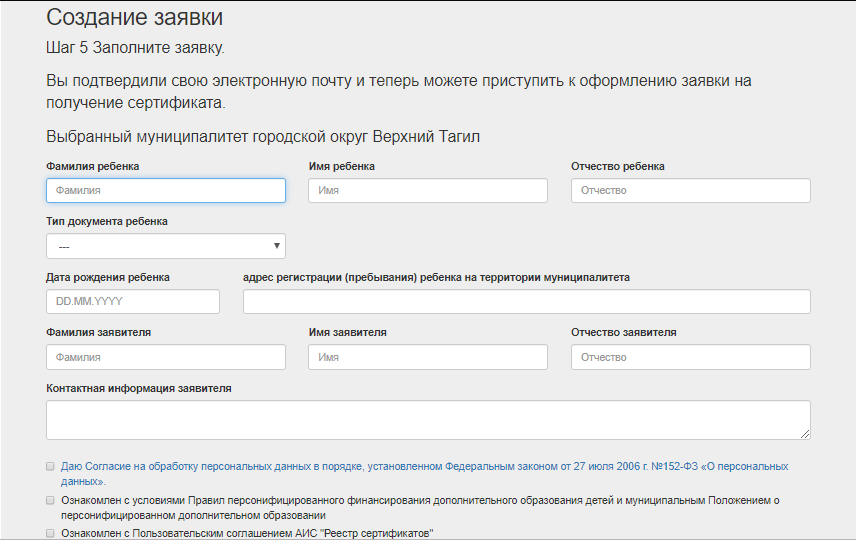 Создание заявки
Шаг 5 Заполните заявку.
Вы подтвердили свою электронную почту и теперь можете приступить к оформлению заявки на
получение сертификата.
Выбранный муниципалитет городской округ Верхний Тагил
Фамилия ребенка Имя ребенка Отчество ребенка
Фамилия Имя Отчество
Тип документа ребенка
---
Дата рождения ребенка адрес регистрации (пребывания) ребенка на территории муниципалитета
DD.MM.YYYY
Фамилия заявителя Имя заявителя Отчество заявителя
Фамилия Имя Отчество
Контактная информация заявителя
Даю Согласие на обработку персональных данных в порядке, установленном Федеральным законом от 27 июля 2006 г. №152-ФЗ «О персональных
данных».
Ознакомлен с условиями Правил персонифицированного финансирования дополнительного образования детей и муниципальным Положением о
персонифицированном дополнительном образовании
Ознакомлен с Пользовательским соглашением АИС "Реестр сертификатов"